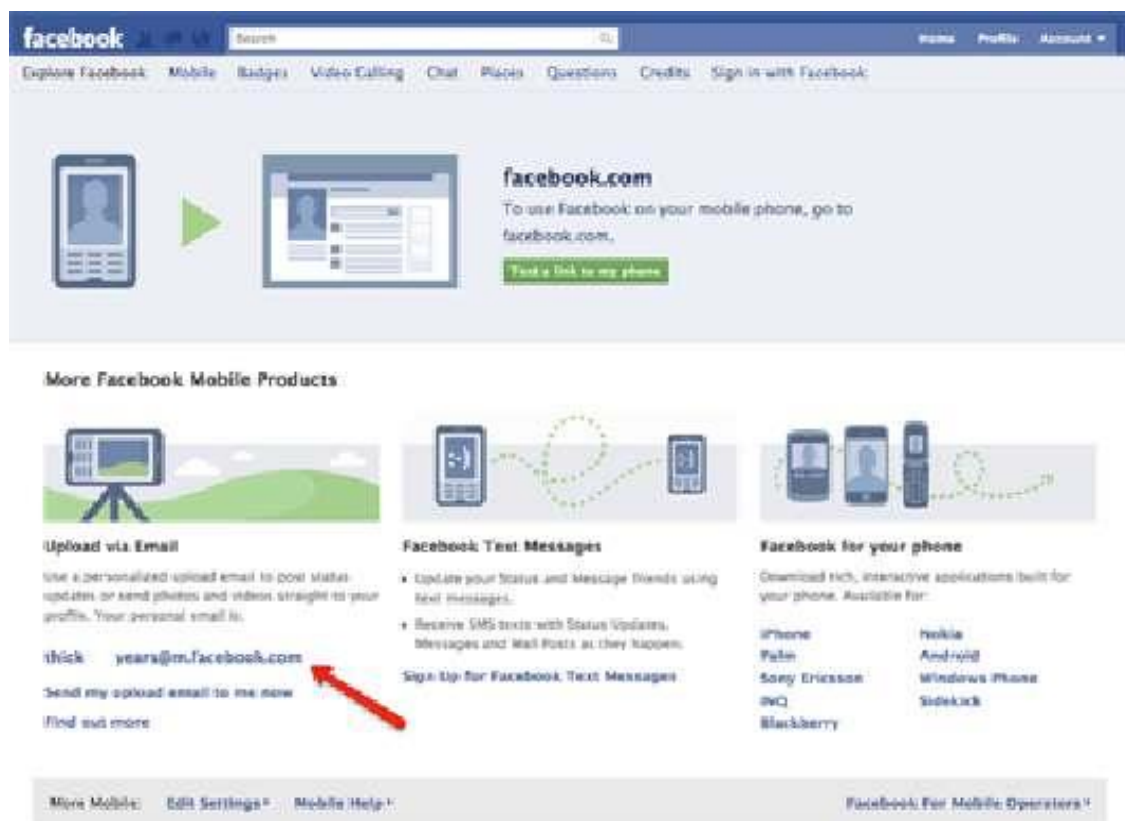 facebook Search Home Profile Account
Explore Facebook Mobile Badges Video Calling Chat Places Questions Credits Sign in with Facebook
facebook.com
To use Facebook on your mobile phone, go to
facebook.com.
Text a link to my phone
More Facebook Mobile Products
Upload via Email
Use a personalized upload email to post status
updates or send photos and videos straight to your
profile. Your personal email is:
thick years@m.facebook.com
Send my upload email to me now
Find out more
Facebook Text Messages
• Update your Status and Message friends using
text messages.
• Receive SMS texts with Status Updates,
Messages and Wall Posts as they happen.
Sign Up for Facebook Text Messages
Facebook for your phone
Download rich, interactive applications built for
your phone. Available for:
iPhone Nokia
Palm Android
Sony Ericsson Windows Phone
INQ Sidekick
Blackberry
More Mobile: Edit Settings Mobile Help Facebook For Mobile Operators